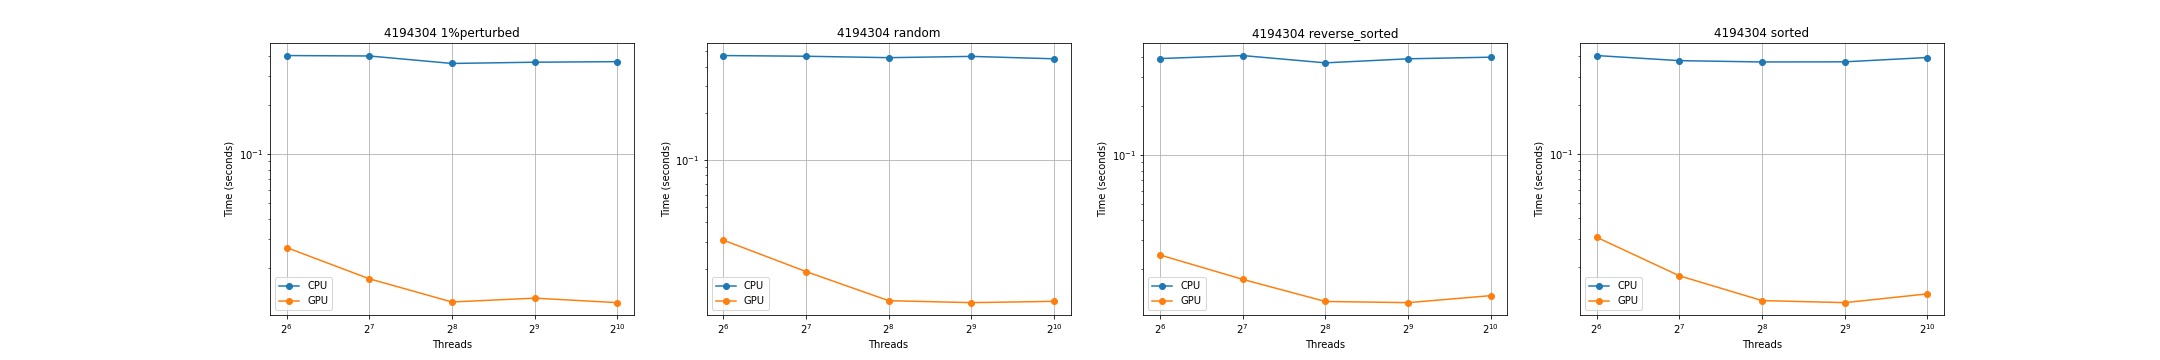 4194304 1%perturbed
Time (seconds)
10⁻¹
CPU
GPU
2⁶ 2⁷ 2⁸ 2⁹ 2¹⁰
Threads
4194304 random
Time (seconds)
10⁻¹
CPU
GPU
2⁶ 2⁷ 2⁸ 2⁹ 2¹⁰
Threads
4194304 reverse_sorted
Time (seconds)
10⁻¹
CPU
GPU
2⁶ 2⁷ 2⁸ 2⁹ 2¹⁰
Threads
4194304 sorted
Time (seconds)
10⁻¹
CPU
GPU
2⁶ 2⁷ 2⁸ 2⁹ 2¹⁰
Threads